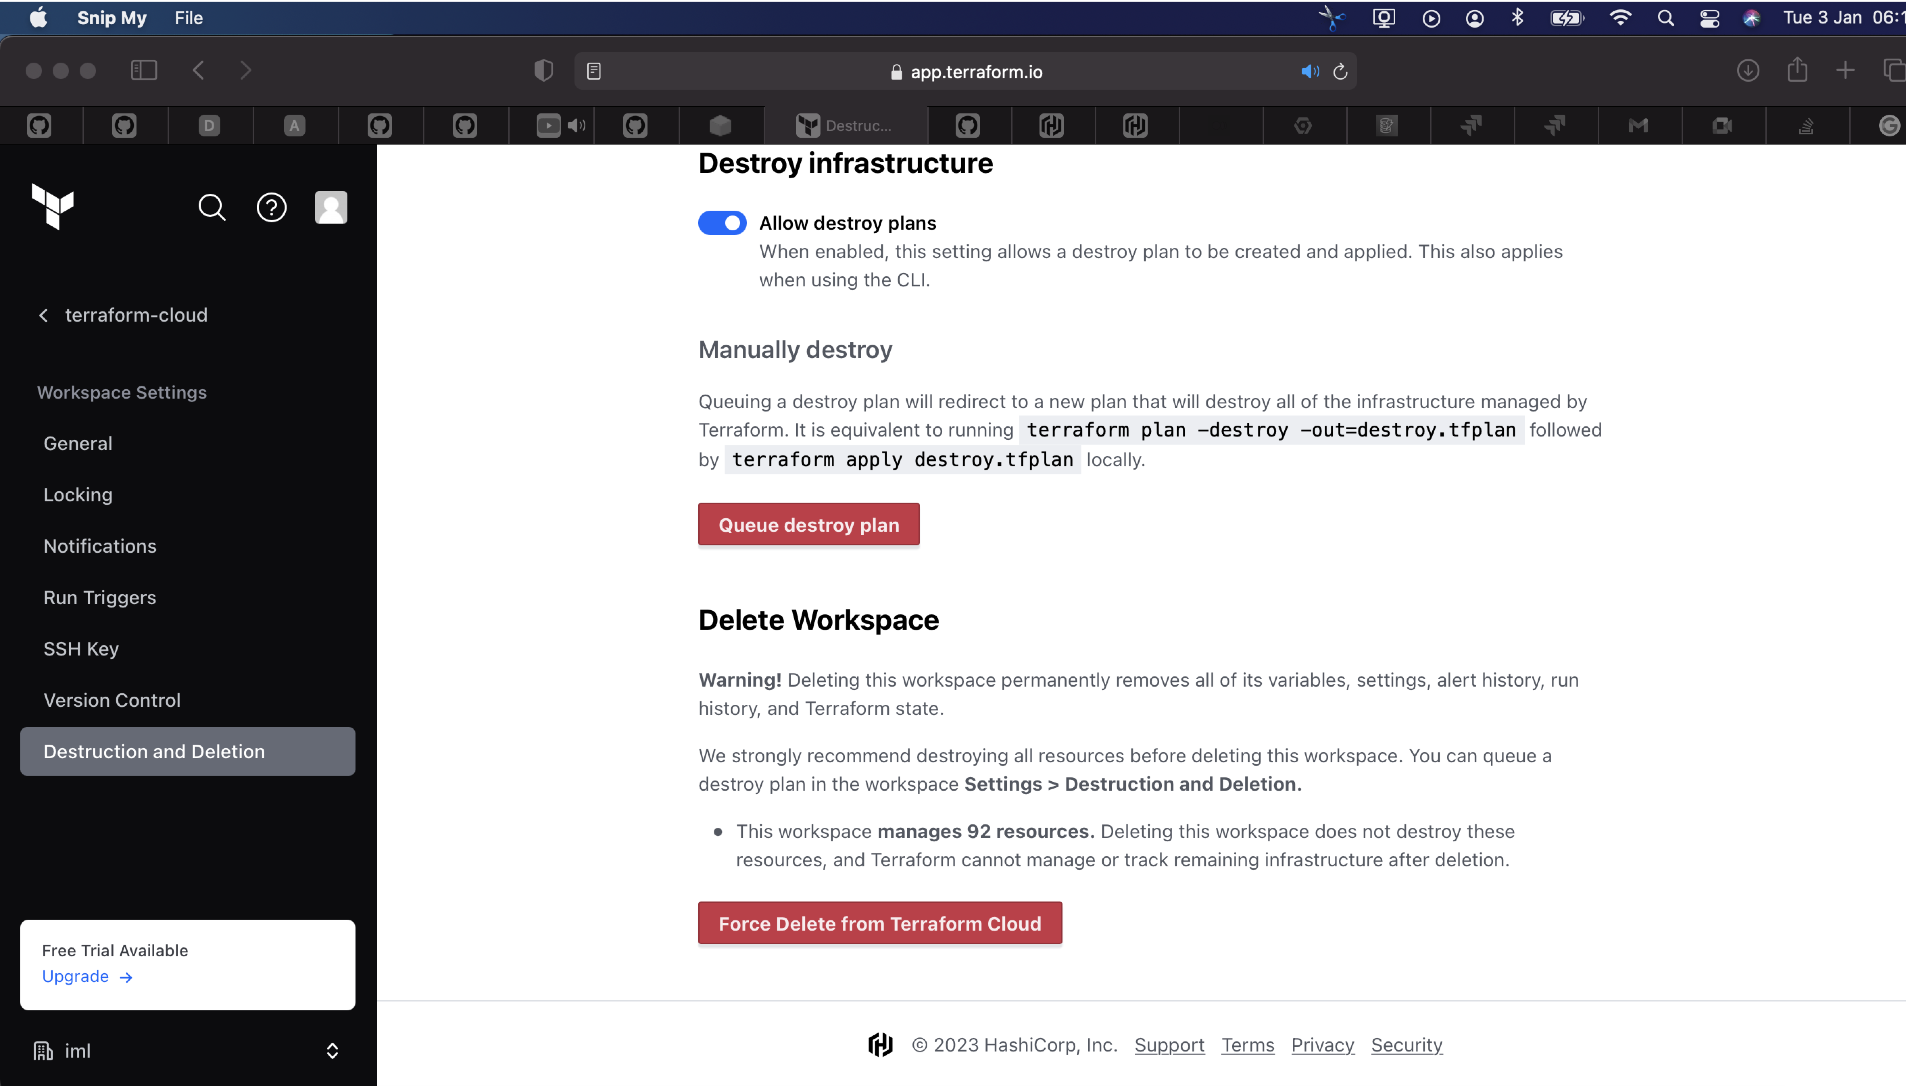 Snip My File Tue 3 Jan 06:1
app.terraform.io
D A Destruc...
terraform-cloud
Workspace Settings
General
Locking
Notifications
Run Triggers
SSH Key
Version Control
Destruction and Deletion
Free Trial Available
Upgrade →
iml
Destroy infrastructure
Allow destroy plans
When enabled, this setting allows a destroy plan to be created and applied. This also applies
when using the CLI.
Manually destroy
Queuing a destroy plan will redirect to a new plan that will destroy all of the infrastructure managed by
Terraform. It is equivalent to running terraform plan -destroy -out=destroy.tfplan followed
by terraform apply destroy.tfplan locally.
Queue destroy plan
Delete Workspace
Warning! Deleting this workspace permanently removes all of its variables, settings, alert history, run
history, and Terraform state.
We strongly recommend destroying all resources before deleting this workspace. You can queue a
destroy plan in the workspace Settings > Destruction and Deletion.
• This workspace manages 92 resources. Deleting this workspace does not destroy these
resources, and Terraform cannot manage or track remaining infrastructure after deletion.
Force Delete from Terraform Cloud
© 2023 HashiCorp, Inc. Support Terms Privacy Security